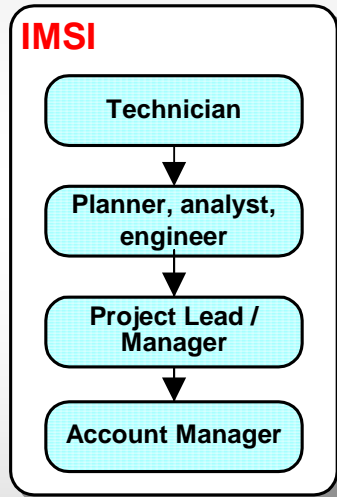 IMSI
Technician
Planner, analyst,
engineer
Project Lead /
Manager
Account Manager